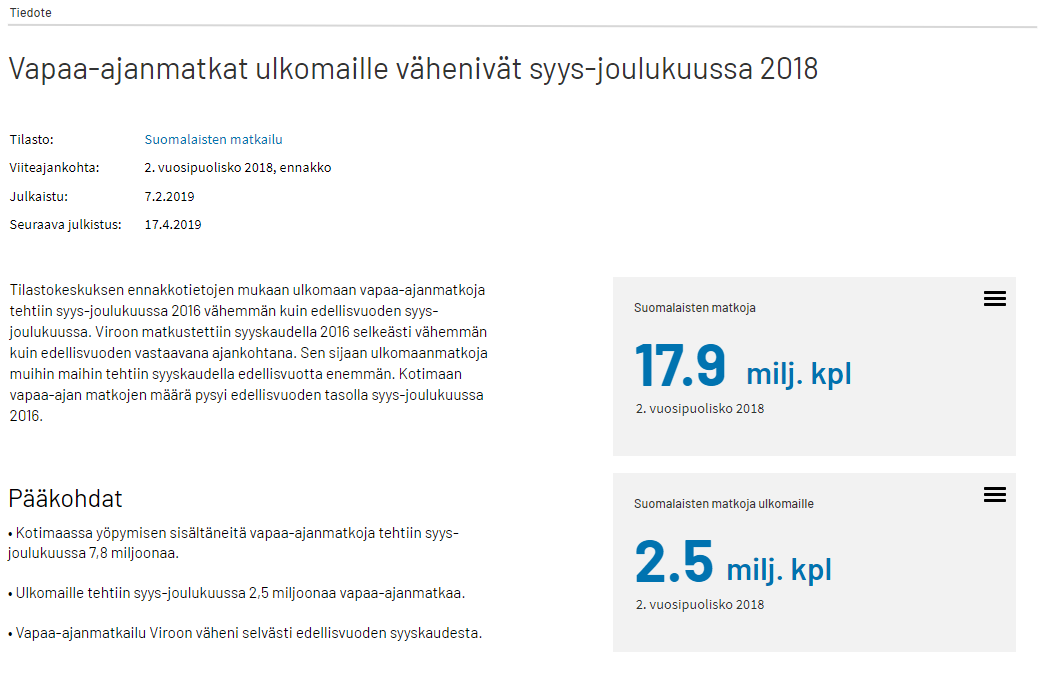 Tiedote
Vapaa-ajanmatkat ulkomaille vähenivät syys-joulukuussa 2018
Tilasto: Suomalaisten matkailu
Viiteajankohta: 2. vuosipuolisko 2018, ennakko
Julkaistu: 7.2.2019
Seuraava julkistus: 17.4.2019
Tilastokeskuksen ennakkotietojen mukaan ulkomaan vapaa-ajanmatkoja
tehtiin syys-joulukuussa 2016 vähemmän kuin edellisvuoden syys-
joulukuussa. Viroon matkustettiin syyskaudella 2016 selkeästi vähemmän
kuin edellisvuoden vastaavana ajankohtana. Sen sijaan ulkomaanmatkoja
muihin maihin tehtiin syyskaudella edellisvuotta enemmän. Kotimaan
vapaa-ajan matkojen määrä pysyi edellisvuoden tasolla syys-joulukuussa
2016.
Pääkohdat
• Kotimaassa yöpymisen sisältäneitä vapaa-ajanmatkoja tehtiin syys-
joulukuussa 7,8 miljoonaa.
• Ulkomaille tehtiin syys-joulukuussa 2,5 miljoonaa vapaa-ajanmatkaa.
• Vapaa-ajanmatkailu Viroon väheni selvästi edellisvuoden syyskaudesta.
Suomalaisten matkoja
17.9 milj. kpl
2. vuosipuolisko 2018
Suomalaisten matkoja ulkomaille
2.5 milj. kpl
2. vuosipuolisko 2018